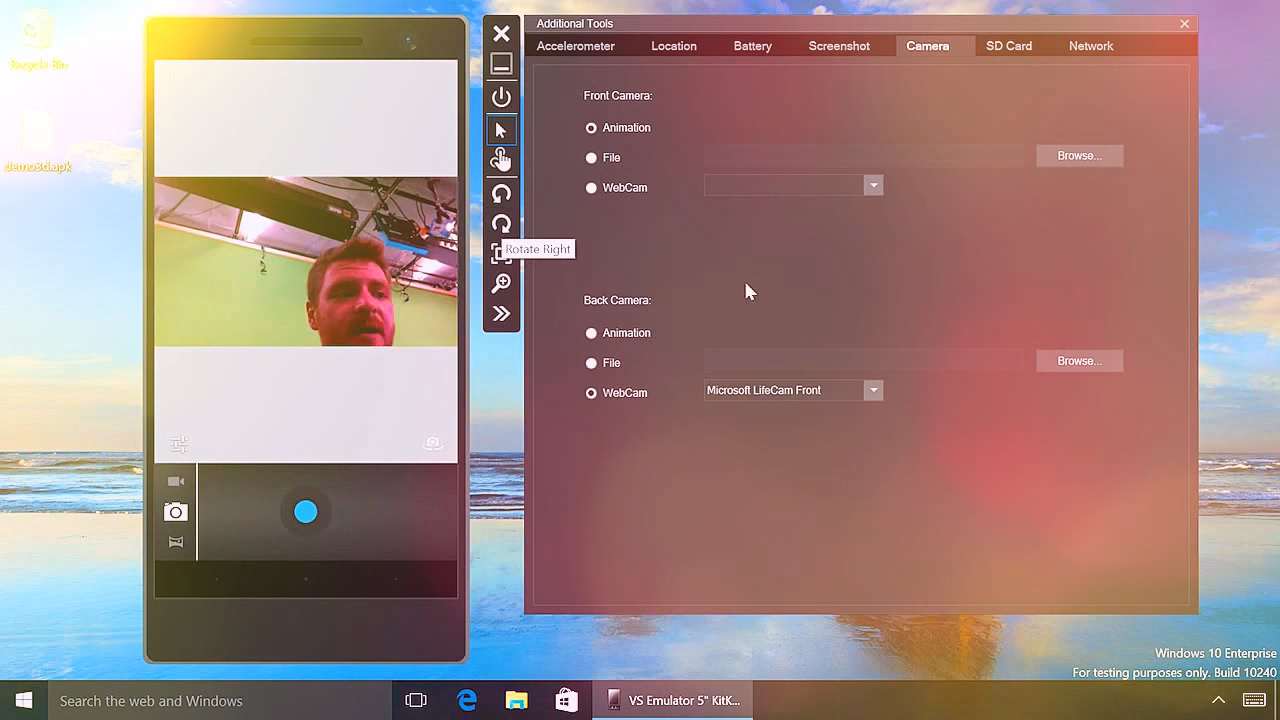 Recycle Bin
demo8di.apk
Rotate Right
Additional Tools
Accelerometer Location Battery Screenshot Camera SD Card Network
Front Camera:
Animation
File Browse...
WebCam
Back Camera:
Animation
File Browse...
WebCam Microsoft LifeCam Front
Windows 10 Enterprise
For testing purposes only. Build 10240
Search the web and Windows
VS Emulator 5" KitK...